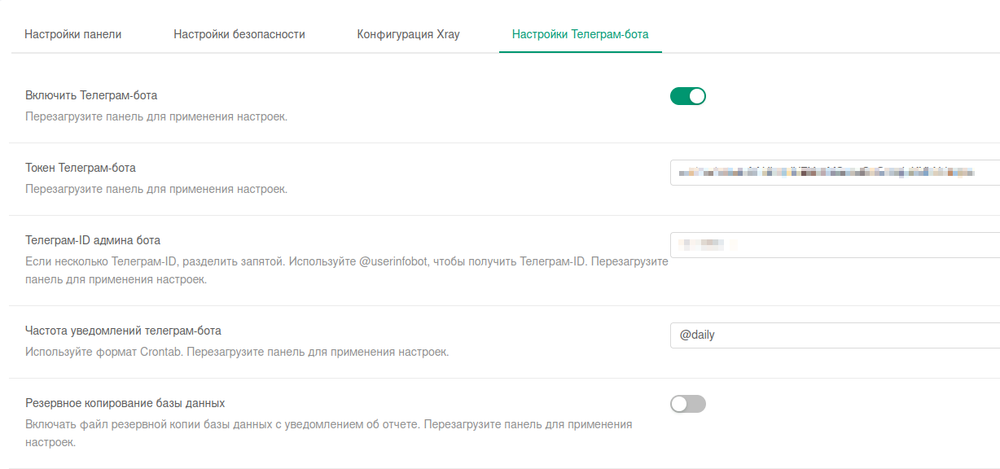 Настройки панели Настройки безопасности Конфигурация Xray Настройки Телеграм-бота
Включить Телеграм-бота
Перезагрузите панель для применения настроек.
Токен Телеграм-бота
Перезагрузите панель для применения настроек.
Телеграм-ID админа бота
Если несколько Телеграм-ID, разделить запятой. Используйте @userinfobot, чтобы получить Телеграм-ID. Перезагрузите
панель для применения настроек.
Частота уведомлений телеграм-бота
@daily
Используйте формат Crontab. Перезагрузите панель для применения настроек.
Резервное копирование базы данных
Включать файл резервной копии базы данных с уведомлением об отчете. Перезагрузите панель для применения
настроек.